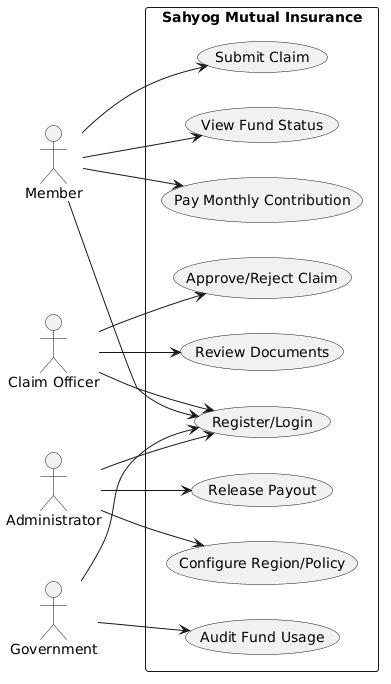 Sahyog Mutual Insurance
Submit Claim
View Fund Status
Member
Pay Monthly Contribution
Approve/Reject Claim
Review Documents
Claim Officer
Register/Login
Release Payout
Administrator
Configure Region/Policy
Audit Fund Usage
Government